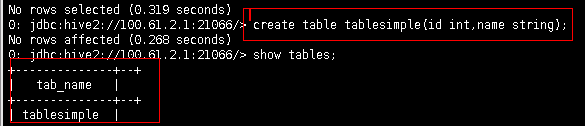 No rows selected (0.319 seconds)
0: jdbc:hive2://100.61.2.1:21066/> create table tablesimple(id int,name string);
No rows affected (0.268 seconds)
0: jdbc:hive2://100.61.2.1:21066/> show tables;
+--------------+--+
| tab_name |
+--------------+--+
| tablesimple |